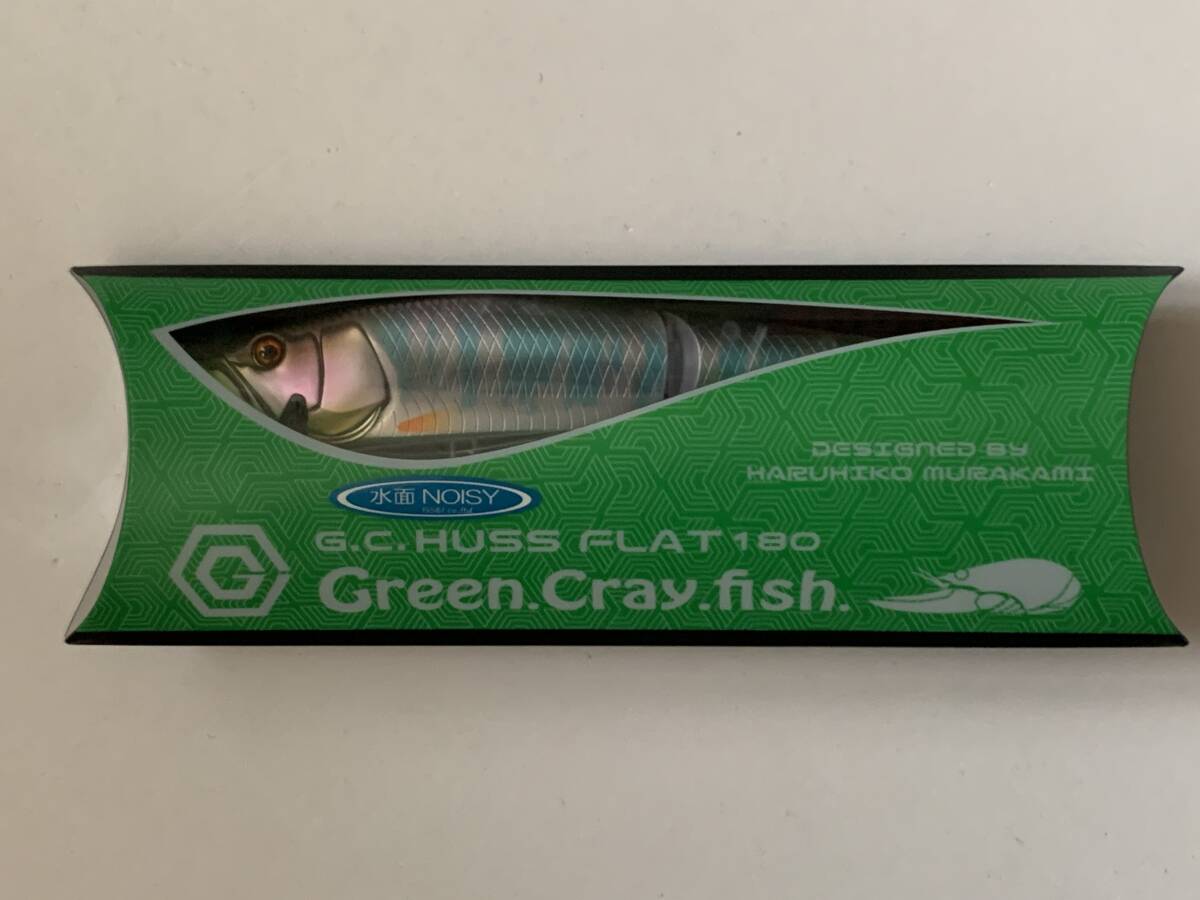 DESIGNED BY
HARUHIKO MURAKAMI
水面 NOISY
G.C. HUSS FLAT 180
G
Green.Cray.fish.